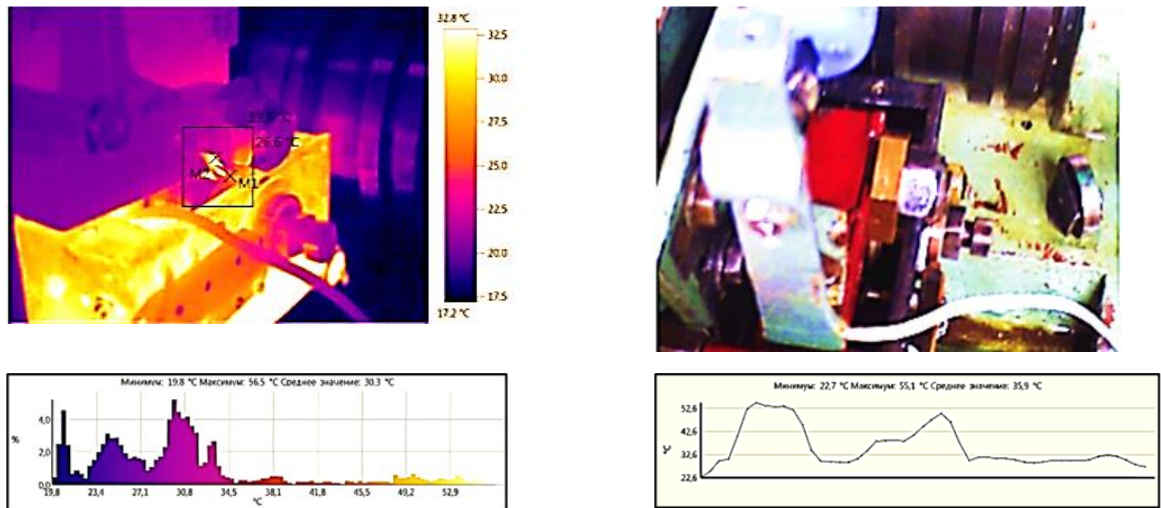 32.8 °C
32.5
30.0
27.5
25.0
22.5
20.0
17.5
17.2 °C
26.6 °C
M2
M1
Минимум: 19.8 °C Максимум: 56.5 °C Среднее значение: 30.3 °C
%
4,0
2,0
0,0
19,8 23,4 27,1 30,8 34,5 38,1 41,8 45,5 49,2 52,9
°C
Минимум: 22,7 °C Максимум: 55,1 °C Среднее значение: 35,9 °C
°C
52,6
42,6
32,6
22,6